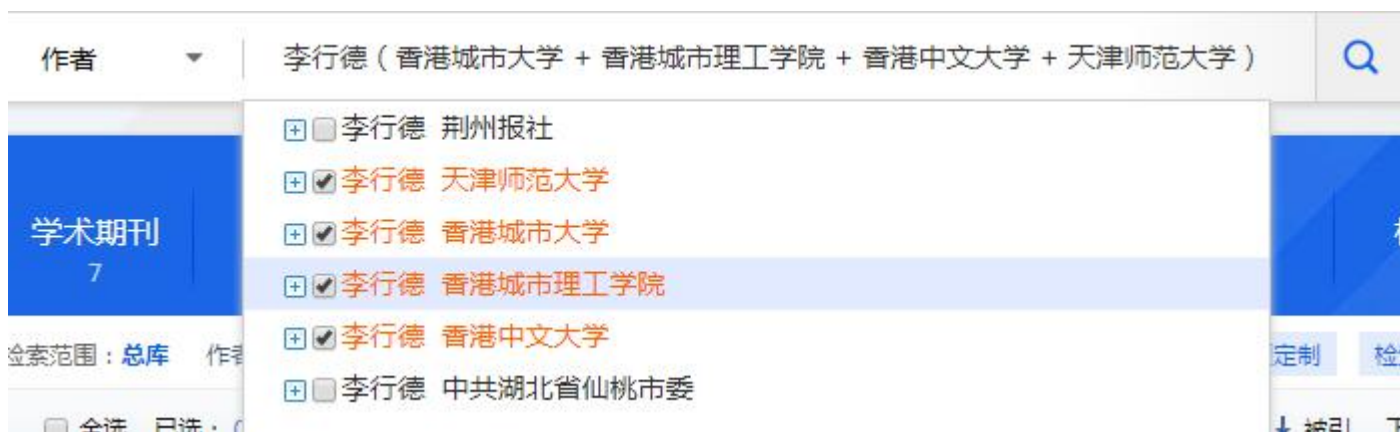 作者 李行德（香港城市大学 + 香港城市理工学院 + 香港中文大学 + 天津师范大学）
李行德 荆州报社
李行德 天津师范大学
学术期刊
李行德 香港城市大学
7
李行德 香港城市理工学院
李行德 香港中文大学
检索范围：总库 作者
定制 检
李行德 中共湖北省仙桃市委
全选 已选：
被引